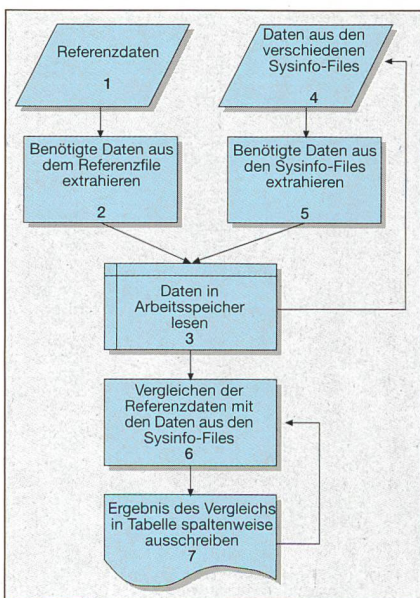 Referenzdaten
1
Daten aus den
verschiedenen
Sysinfo-Files
4
Benötigte Daten aus
dem Referenzfile
extrahieren
2
Benötigte Daten aus
den Sysinfo-Files
extrahieren
5
Daten in
Arbeitsspeicher
lesen
3
Vergleichen der
Referenzdaten mit
den Daten aus den
Sysinfo-Files
6
Ergebnis des Vergleichs
in Tabelle spaltenweise
ausschreiben
7